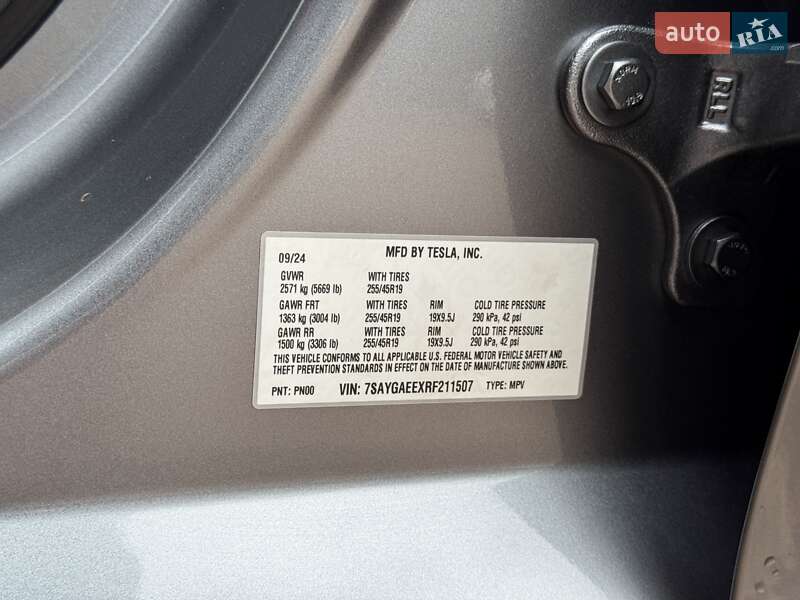 auto RIA.com
RLL
09/24 MFD BY TESLA, INC.
GVWR WITH TIRES
2571 kg (5669 lb) 255/45R19
GAWR FRT WITH TIRES RIM COLD TIRE PRESSURE
1363 kg (3004 lb) 255/45R19 19X9.5J 290 kPa, 42 psi
GAWR RR WITH TIRES RIM COLD TIRE PRESSURE
1500 kg (3306 lb) 255/45R19 19X9.5J 290 kPa, 42 psi
THIS VEHICLE CONFORMS TO ALL APPLICABLE U.S. FEDERAL MOTOR VEHICLE SAFETY AND
THEFT PREVENTION STANDARDS IN EFFECT ON THE DATE OF MANUFACTURE SHOWN ABOVE.
PNT: PN00 VIN: 7SAYGAEEXRF211507 TYPE: MPV